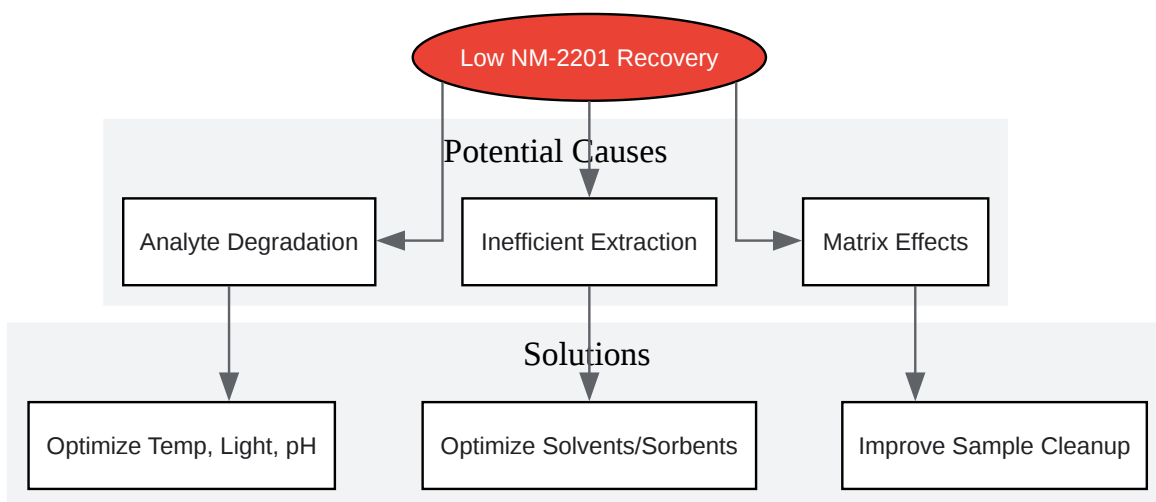 Low NM-2201 Recovery
Potential Causes
Analyte Degradation
Inefficient Extraction
Matrix Effects
Solutions
Optimize Temp, Light, pH
Optimize Solvents/Sorbents
Improve Sample Cleanup